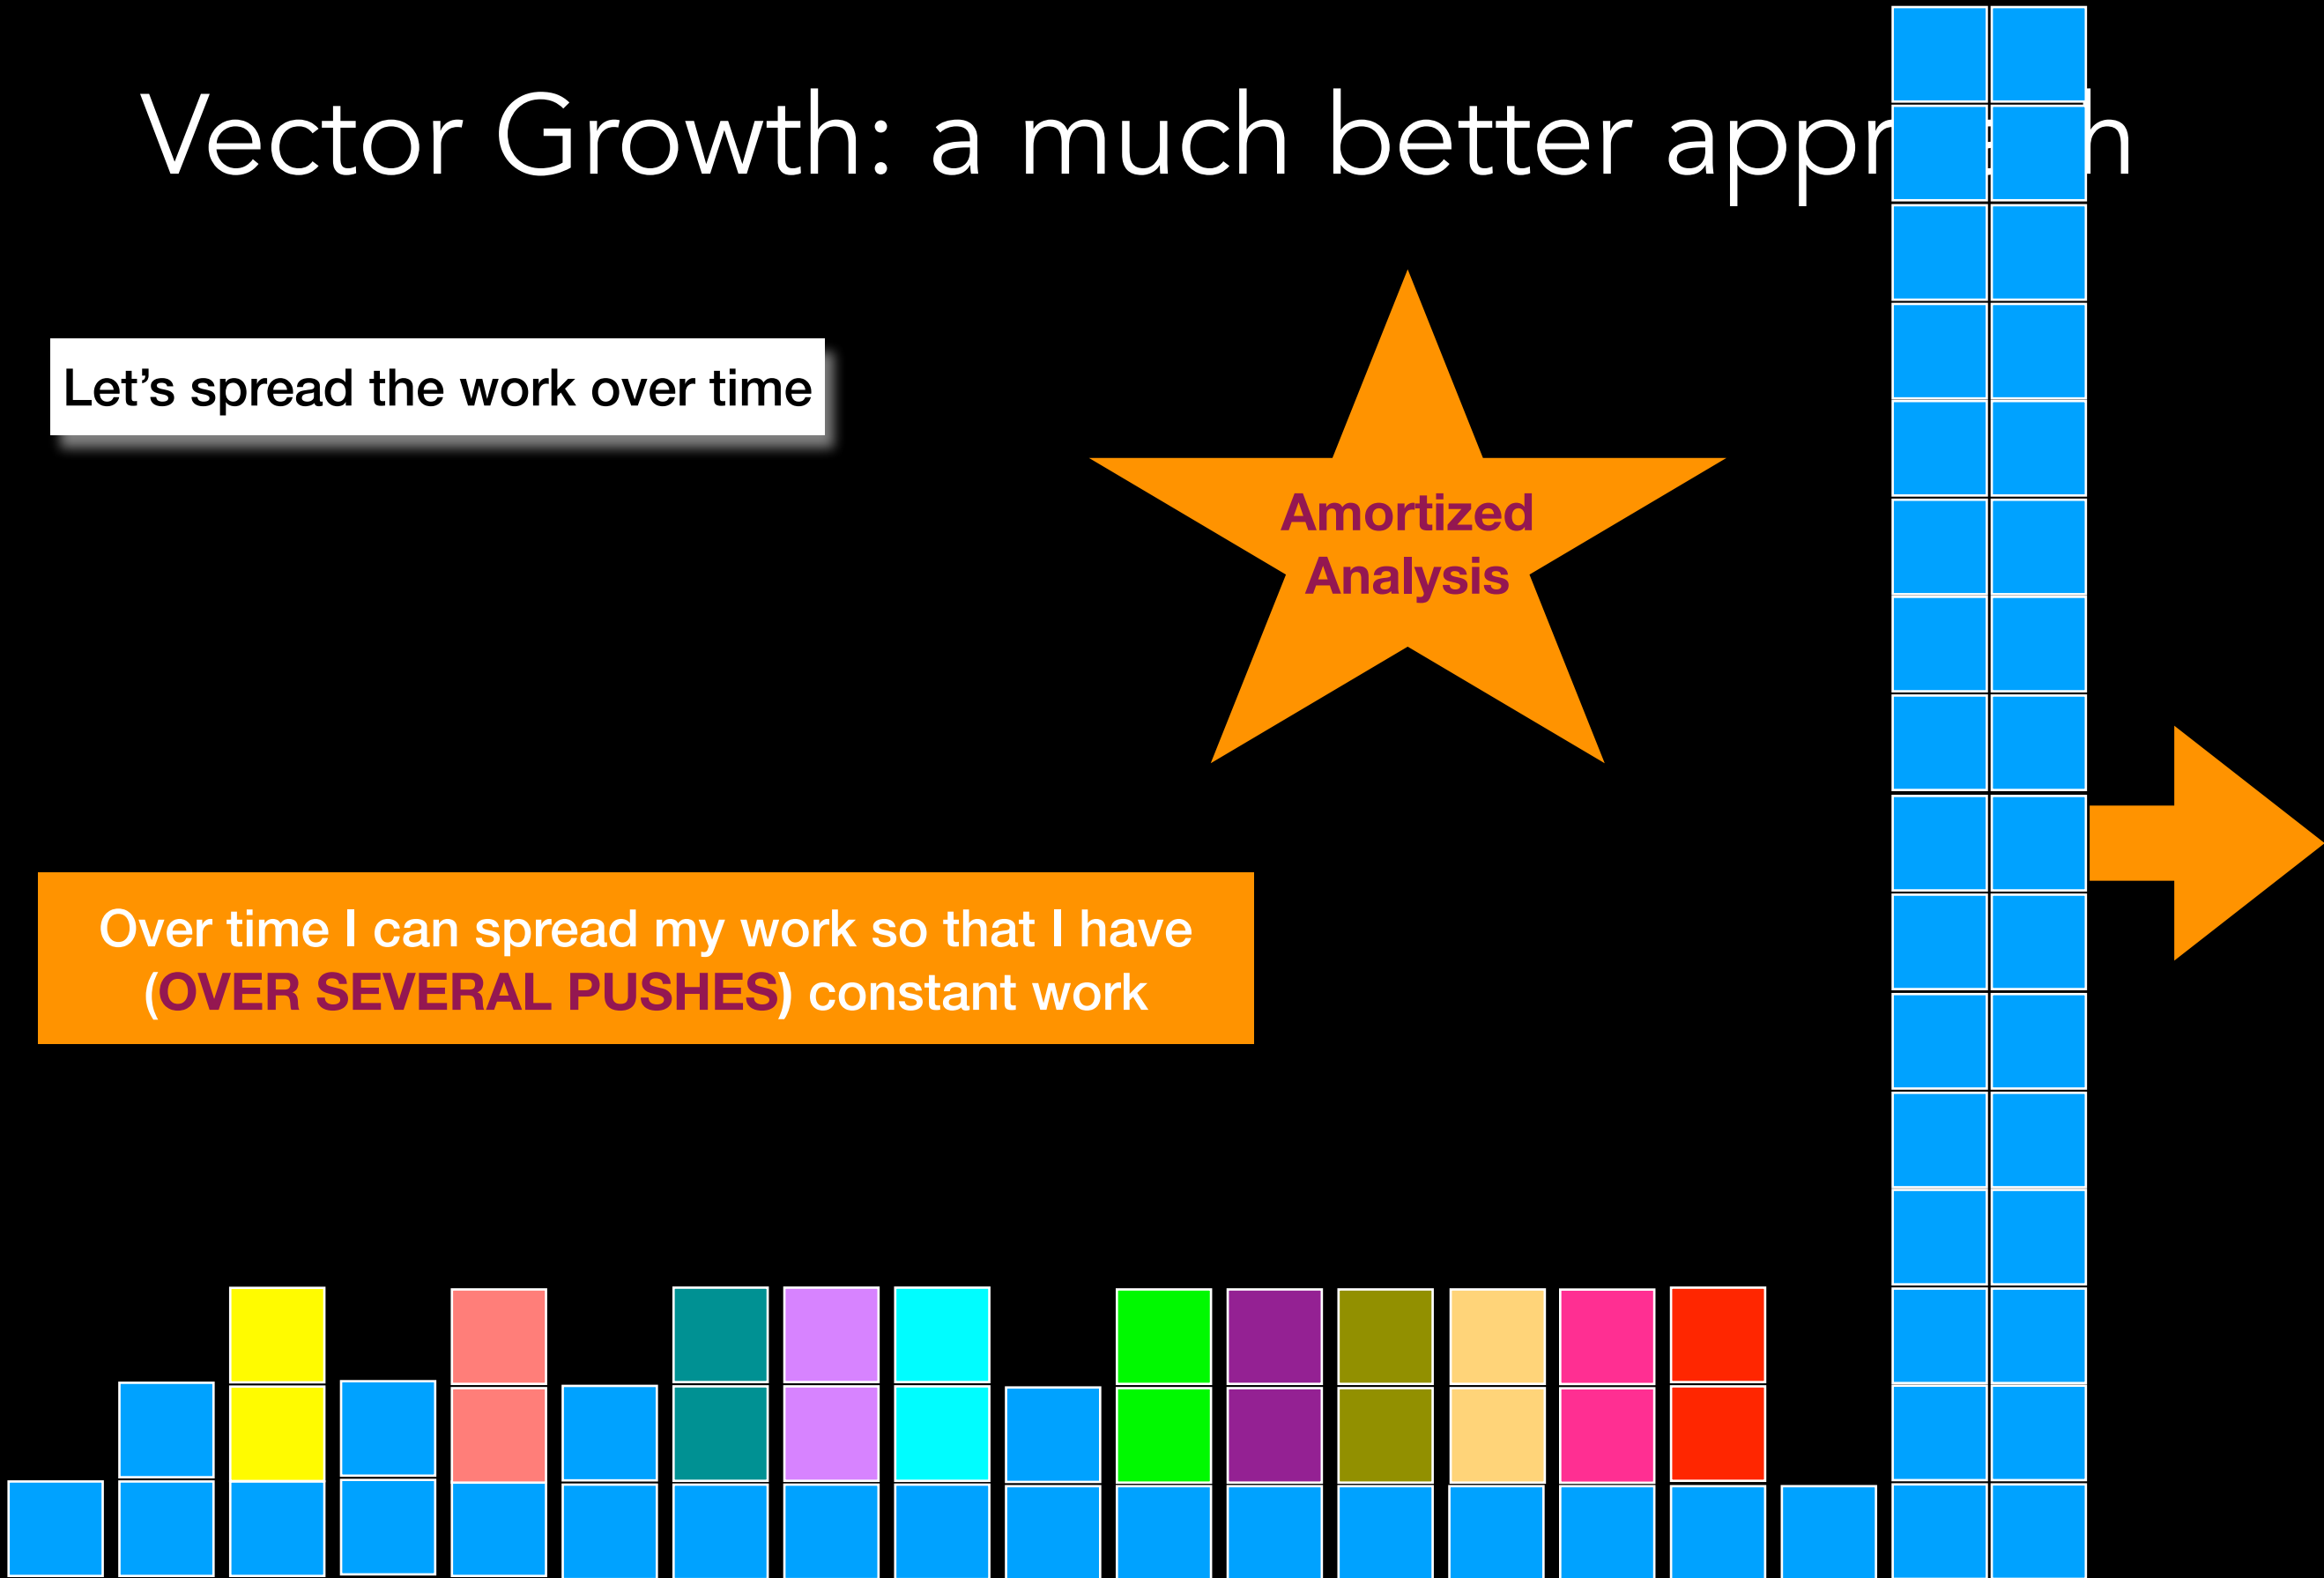 Vector Growth: a much better appr h
Let's spread the work over time
Amortized
Analysis
Over time I can spread my work so that I have
(OVER SEVERAL PUSHES) constant work